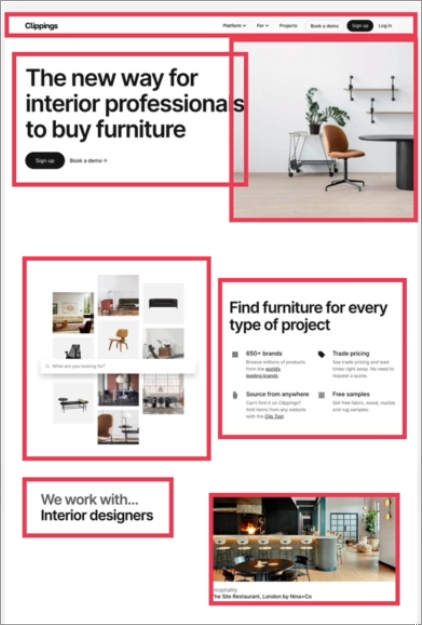 Clippings
Platform For Projects Book a demo Sign up Log in
The new way for
interior professionals
to buy furniture
Sign up Book a demo
What are you looking for?
Find furniture for every
type of project
650+ brands
Browse millions of products
from the world's
leading brands.
Trade pricing
See trade pricing and lead
times right away. No need to
request a quote.
Source from anywhere
Can't find it on Clippings?
Add items from any website
with the Clip Tool.
Free samples
Get free fabric, wood, marble
and rug samples.
We work with...
Interior designers
Hospitality
The Silo Restaurant, London by Nina+Co